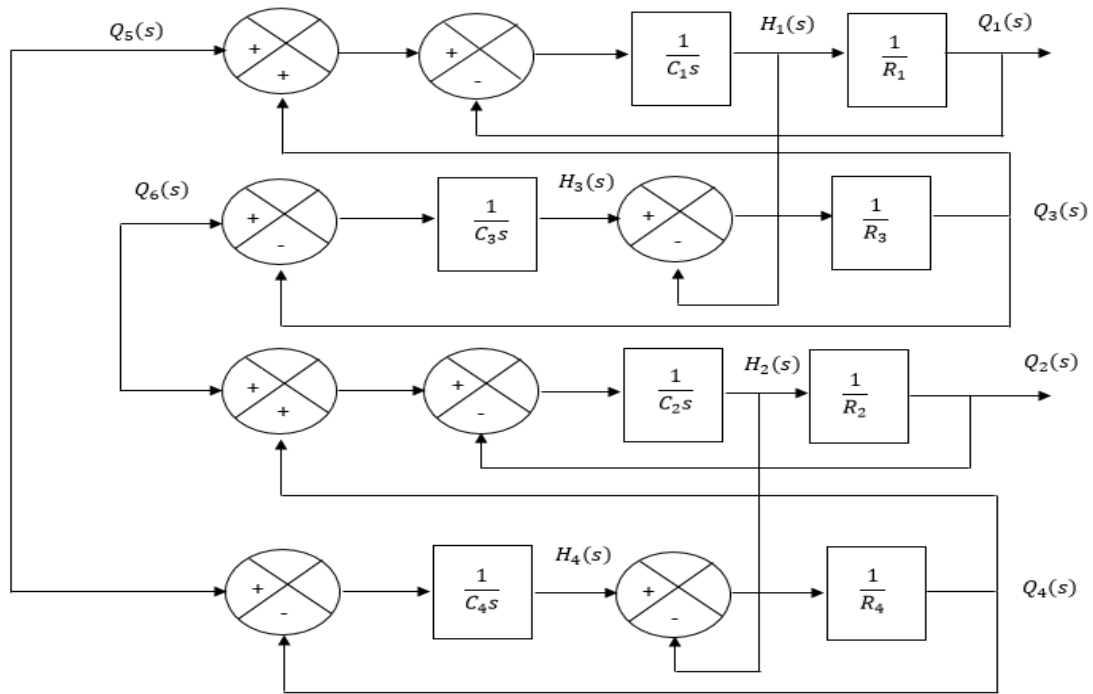 Q₅(s) + + + - 1/C₁s H₁(s) 1/R₁ Q₁(s)
Q₆(s) + - 1/C₃s H₃(s) + - 1/R₃ Q₃(s)
+ + + - 1/C₂s H₂(s) 1/R₂ Q₂(s)
+ - 1/C₄s H₄(s) + - 1/R₄ Q₄(s)